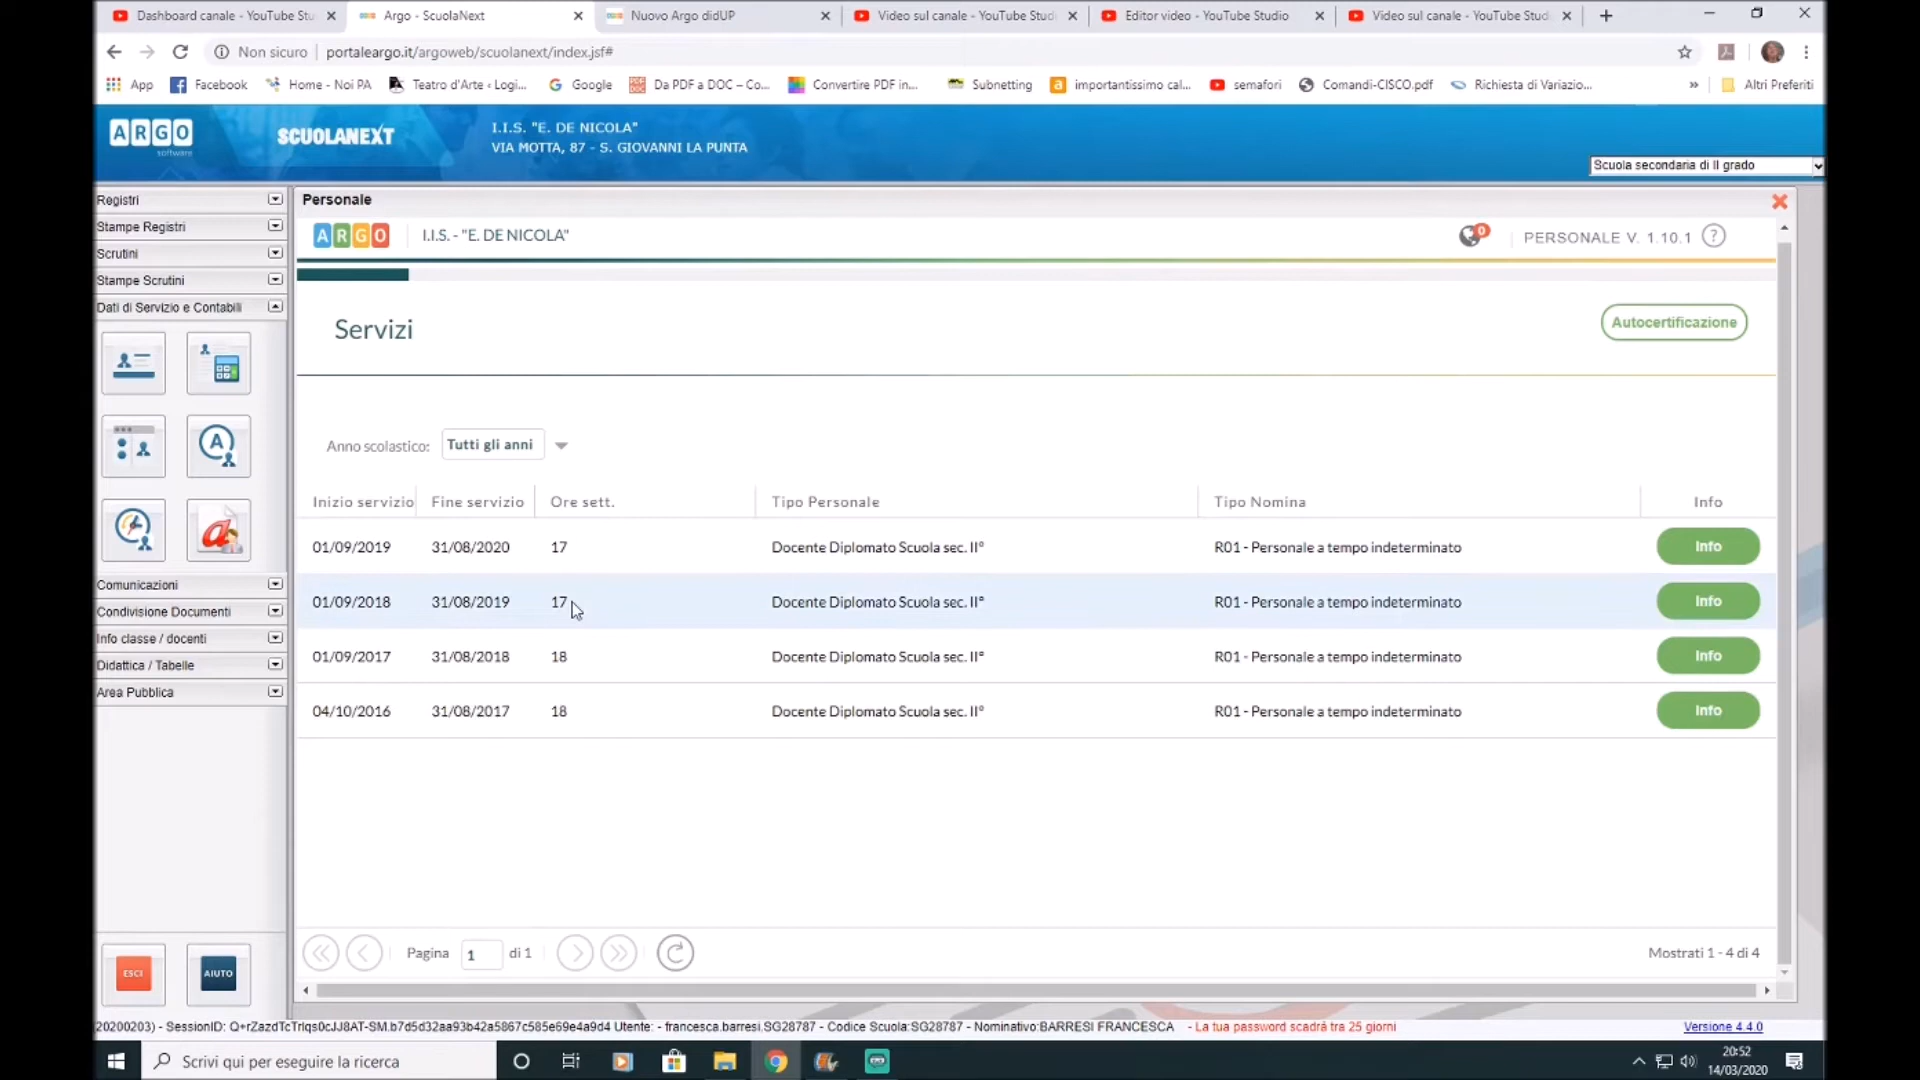 Dashboard canale - YouTube Stu
Argo - ScuolaNext
Nuovo Argo didUP
Video sul canale - YouTube Studi
Editor video - YouTube Studio
Video sul canale - YouTube Studi
Non sicuro
portaleargo.it/argoweb/scuolanext/index.jsf#
App
Facebook
Home - Noi PA
Teatro d'Arte ‹ Logi...
Google
Da PDF a DOC – Co...
Convertire PDF in...
Subnetting
importantissimo cal...
semafori
Comandi-CISCO.pdf
Richiesta di Variazio...
»
Altri Preferiti
ARGO
software
SCUOLANEXT
I.I.S. "E. DE NICOLA"
VIA MOTTA, 87 - S. GIOVANNI LA PUNTA
Scuola secondaria di II grado
Registri
Stampe Registri
Scrutini
Stampe Scrutini
Dati di Servizio e Contabili
Comunicazioni
Condivisione Documenti
Info classe / docenti
Didattica / Tabelle
Area Pubblica
ESCI
AIUTO
Personale
ARGO
I.I.S. - "E. DE NICOLA"
0
PERSONALE V. 1.10.1 ?
Servizi
Autocertificazione
Anno scolastico: Tutti gli anni
Inizio servizio Fine servizio Ore sett. Tipo Personale Tipo Nomina Info
01/09/2019 31/08/2020 17 Docente Diplomato Scuola sec. II° R01 - Personale a tempo indeterminato Info
01/09/2018 31/08/2019 17 Docente Diplomato Scuola sec. II° R01 - Personale a tempo indeterminato Info
01/09/2017 31/08/2018 18 Docente Diplomato Scuola sec. II° R01 - Personale a tempo indeterminato Info
04/10/2016 31/08/2017 18 Docente Diplomato Scuola sec. II° R01 - Personale a tempo indeterminato Info
Pagina 1 di 1
Mostrati 1 - 4 di 4
20200203) - SessionID: Q+rZazdTcTrlqs0cJJ8AT-SM.b7d5d32aa93b42a5867c585e69e4a9d4 Utente: - francesca.barresi.SG28787 - Codice Scuola:SG28787 - Nominativo:BARRESI FRANCESCA - La tua password scadrà tra 25 giorni
Versione 4.4.0
Scrivi qui per eseguire la ricerca
20:52
14/03/2020